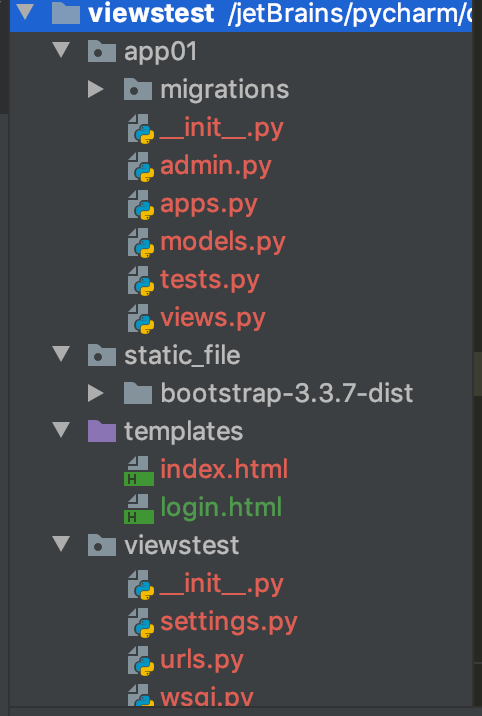 viewstest /jetBrains/pycharm/
app01
migrations
__init__.py
admin.py
apps.py
models.py
tests.py
views.py
static_file
bootstrap-3.3.7-dist
templates
H index.html
H login.html
viewstest
__init__.py
settings.py
urls.py
wsgi.py